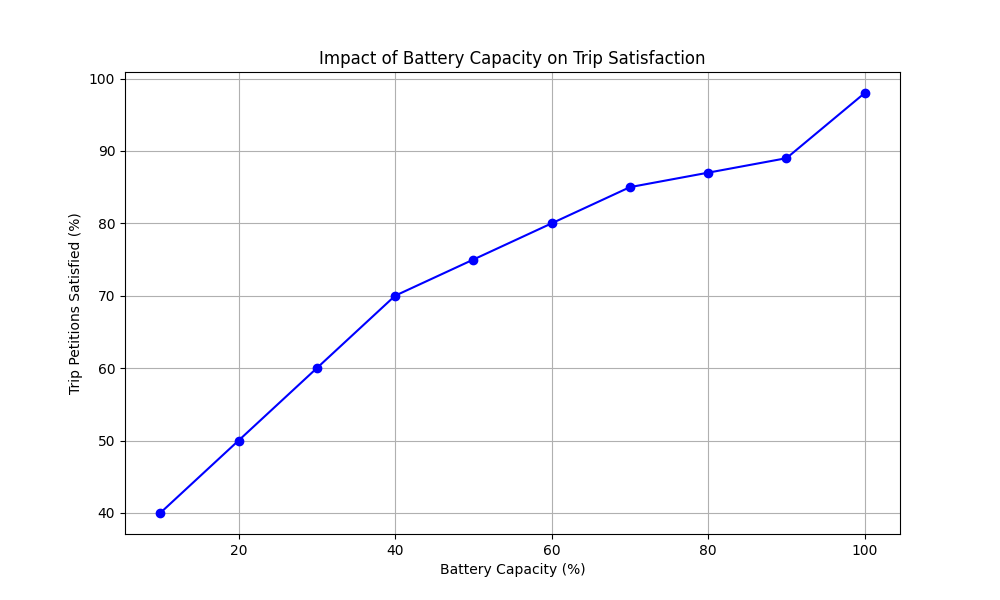 Impact of Battery Capacity on Trip Satisfaction
100
90
80
70
60
50
40
Trip Petitions Satisfied (%)
20 40 60 80 100
Battery Capacity (%)